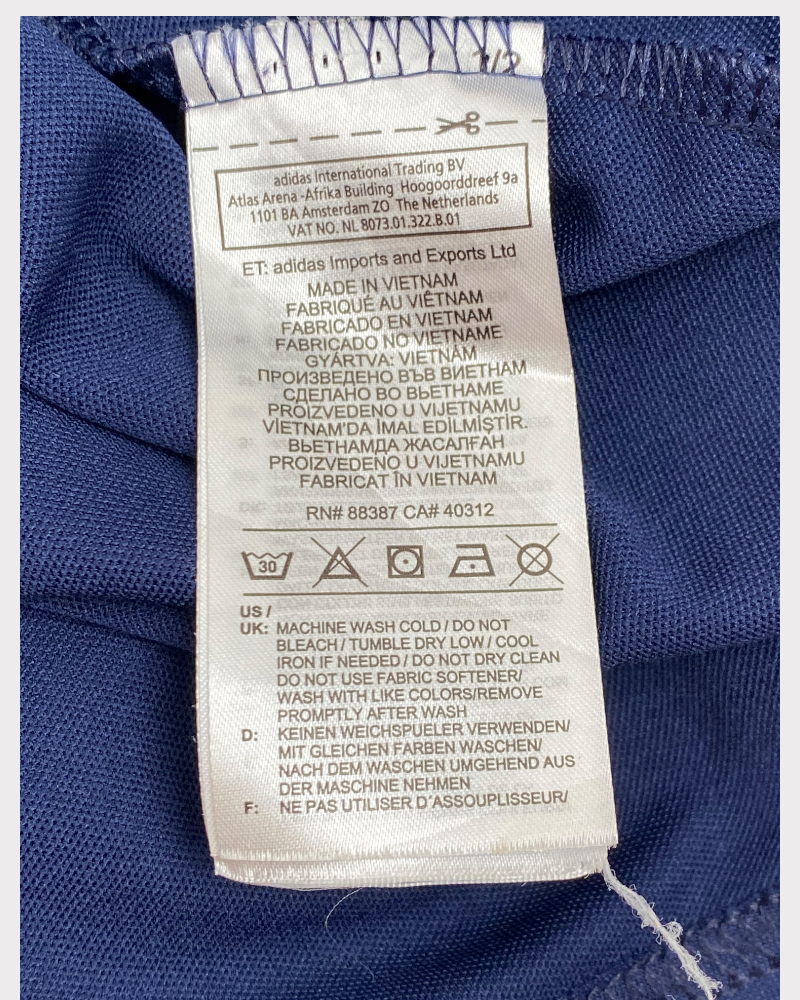 1/2
adidas International Trading BV
Atlas Arena -Afrika Building Hoogoorddreef 9a
1101 BA Amsterdam ZO The Netherlands
VAT NO. NL 8073.01.322.B.01
ET: adidas Imports and Exports Ltd
MADE IN VIETNAM
FABRIQUÉ AU VIÊTNAM
FABRICADO EN VIETNAM
FABRICADO NO VIETNAME
GYÁRTVA: VIETNÁM
ПРОИЗВЕДЕНО ВЪВ ВИЕТНАМ
СДЕЛАНО ВО ВЬЕТНАМЕ
PROIZVEDENO U VIJETNAMU
VİETNAM'DA İMAL EDİLMİŞTİR.
ВЬЕТНАМДА ЖАСАЛҒАН
PROIZVEDENO U VIJETNAMU
FABRICAT ÎN VIETNAM
RN# 88387 CA# 40312
30
US /
UK: MACHINE WASH COLD / DO NOT
BLEACH / TUMBLE DRY LOW / COOL
IRON IF NEEDED / DO NOT DRY CLEAN
DO NOT USE FABRIC SOFTENER/
WASH WITH LIKE COLORS/REMOVE
PROMPTLY AFTER WASH
D: KEINEN WEICHSPUELER VERWENDEN/
MIT GLEICHEN FARBEN WASCHEN/
NACH DEM WASCHEN UMGEHEND AUS
DER MASCHINE NEHMEN
F: NE PAS UTILISER D'ASSOUPLISSEUR/